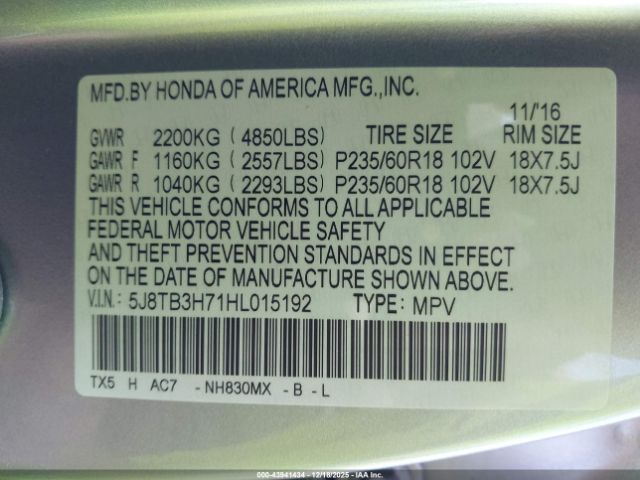 MFD.BY HONDA OF AMERICA MFG.,INC.
11/'16
GVWR 2200KG ( 4850LBS) TIRE SIZE RIM SIZE
GAWR F 1160KG ( 2557LBS) P235/60R18 102V 18X7.5J
GAWR R 1040KG ( 2293LBS) P235/60R18 102V 18X7.5J
THIS VEHICLE CONFORMS TO ALL APPLICABLE
FEDERAL MOTOR VEHICLE SAFETY
AND THEFT PREVENTION STANDARDS IN EFFECT
ON THE DATE OF MANUFACTURE SHOWN ABOVE.
V.I.N.: 5J8TB3H71HL015192 TYPE: MPV
TX5 H AC7 - NH830MX - B - L
000-43941434 - 12/18/2025 - IAA Inc.